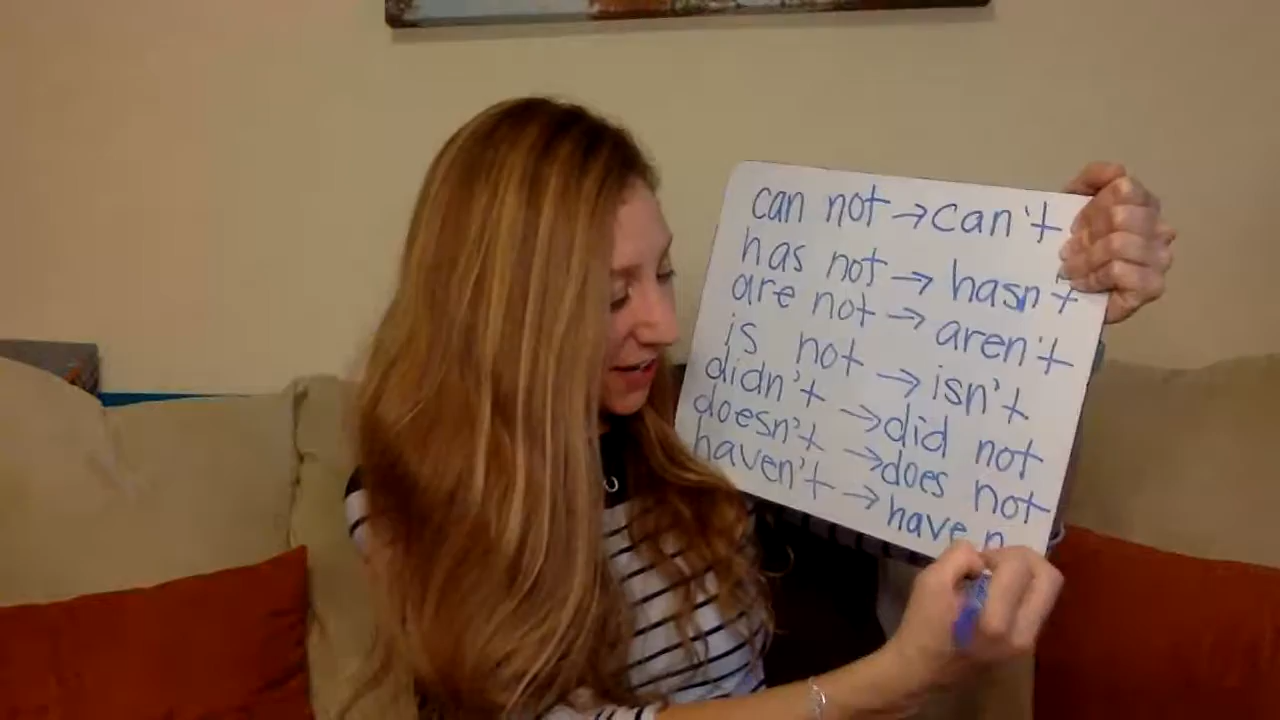 can not → can't
has not → hasn't
are not → aren't
is not → isn't
didn't → did not
doesn't → does not
haven't → have n